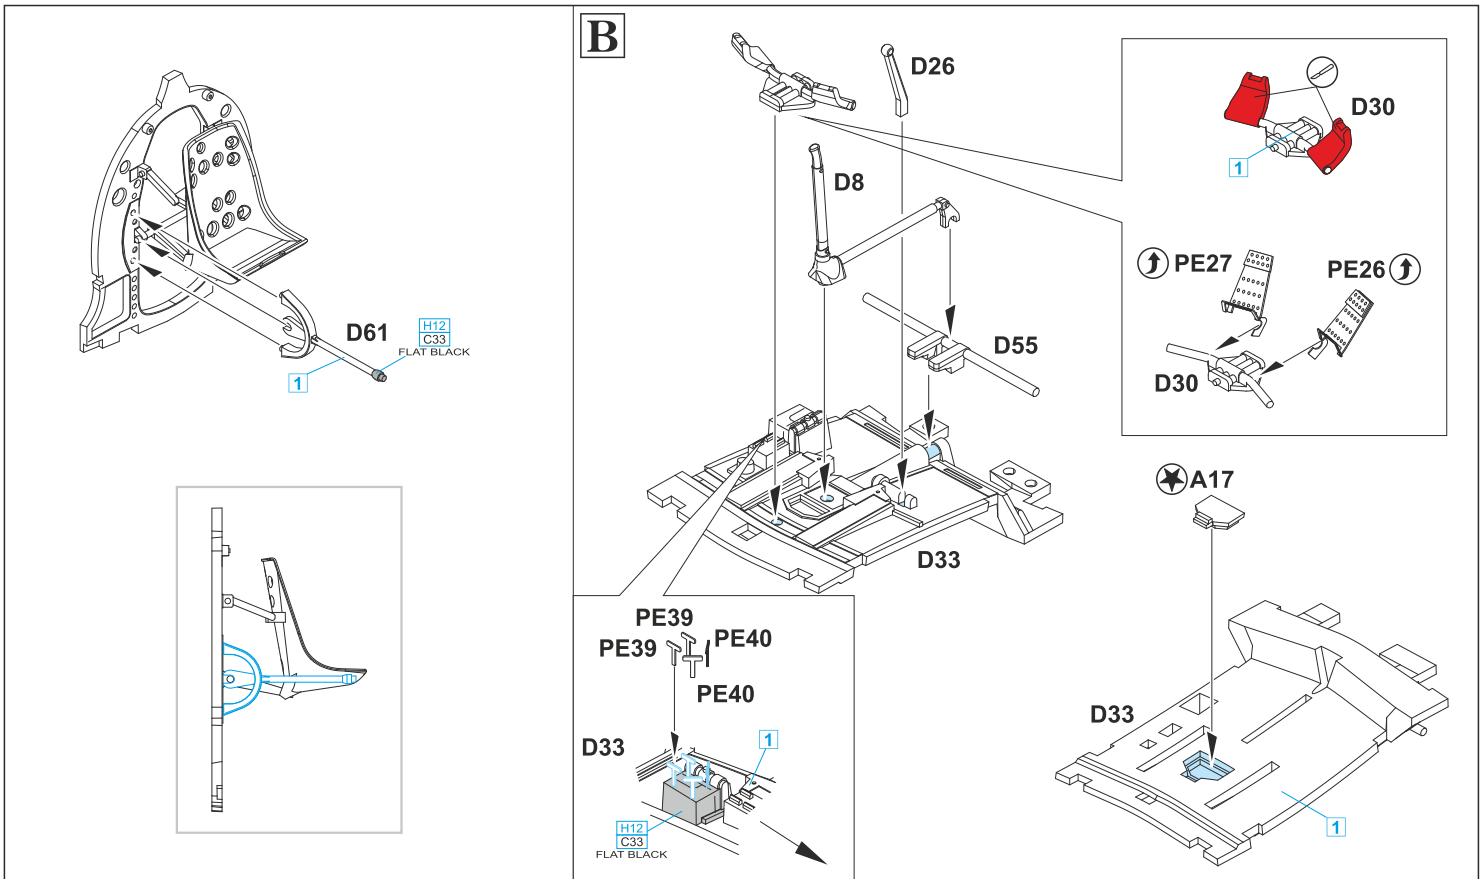 D61
H12
C33
FLAT BLACK
1
B
D26
D8
D55
D33
D30
1
PE27
PE26
D30
A17
D33
1
PE39
PE39
PE40
PE40
D33
1
H12
C33
FLAT BLACK